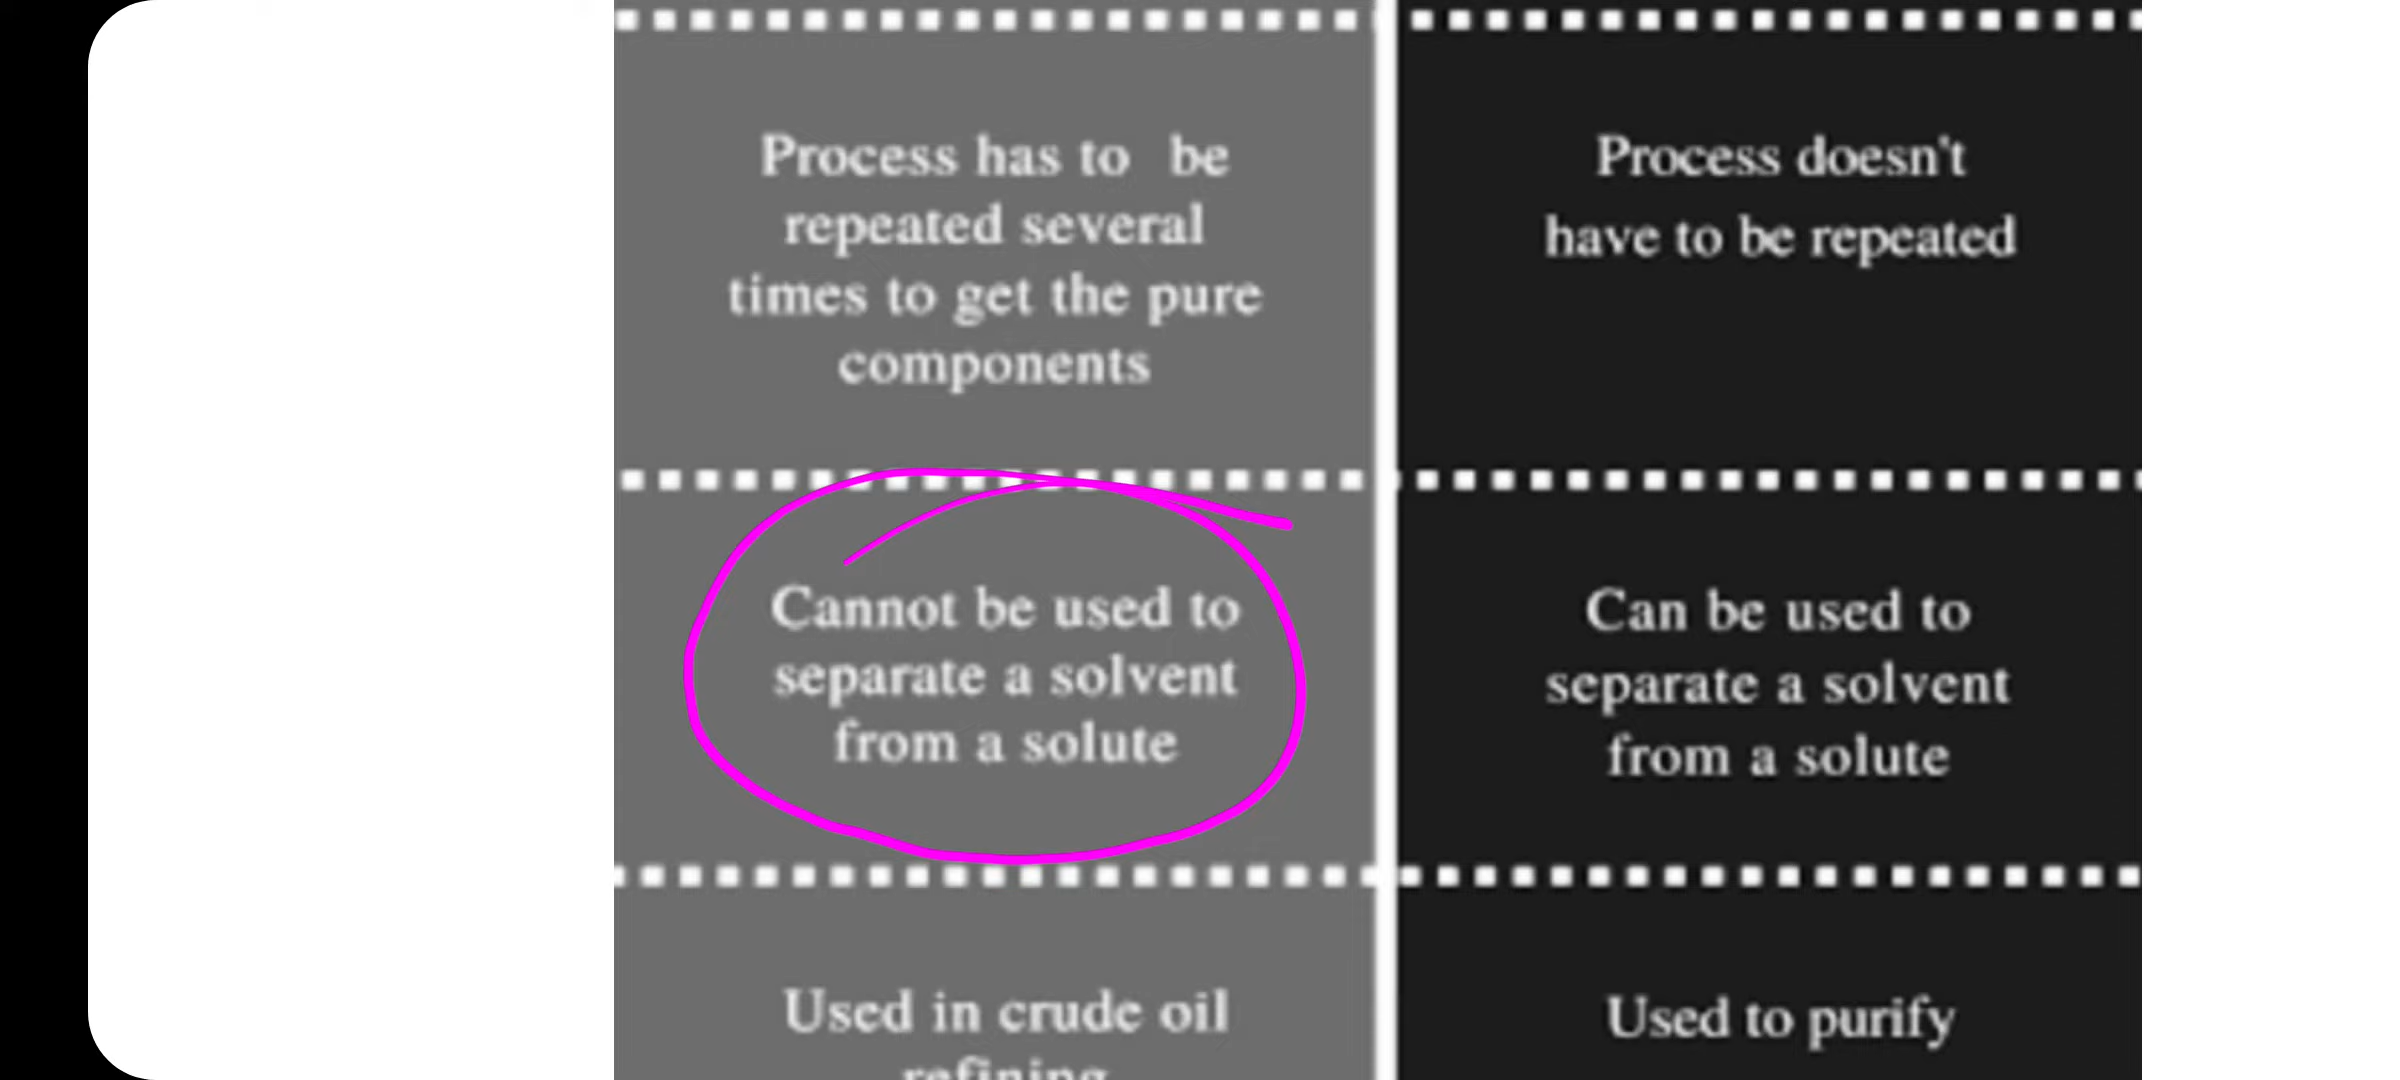 Process has to be
repeated several
times to get the pure
components
Process doesn't
have to be repeated
Cannot be used to
separate a solvent
from a solute
Can be used to
separate a solvent
from a solute
Used in crude oil
refining
Used to purify